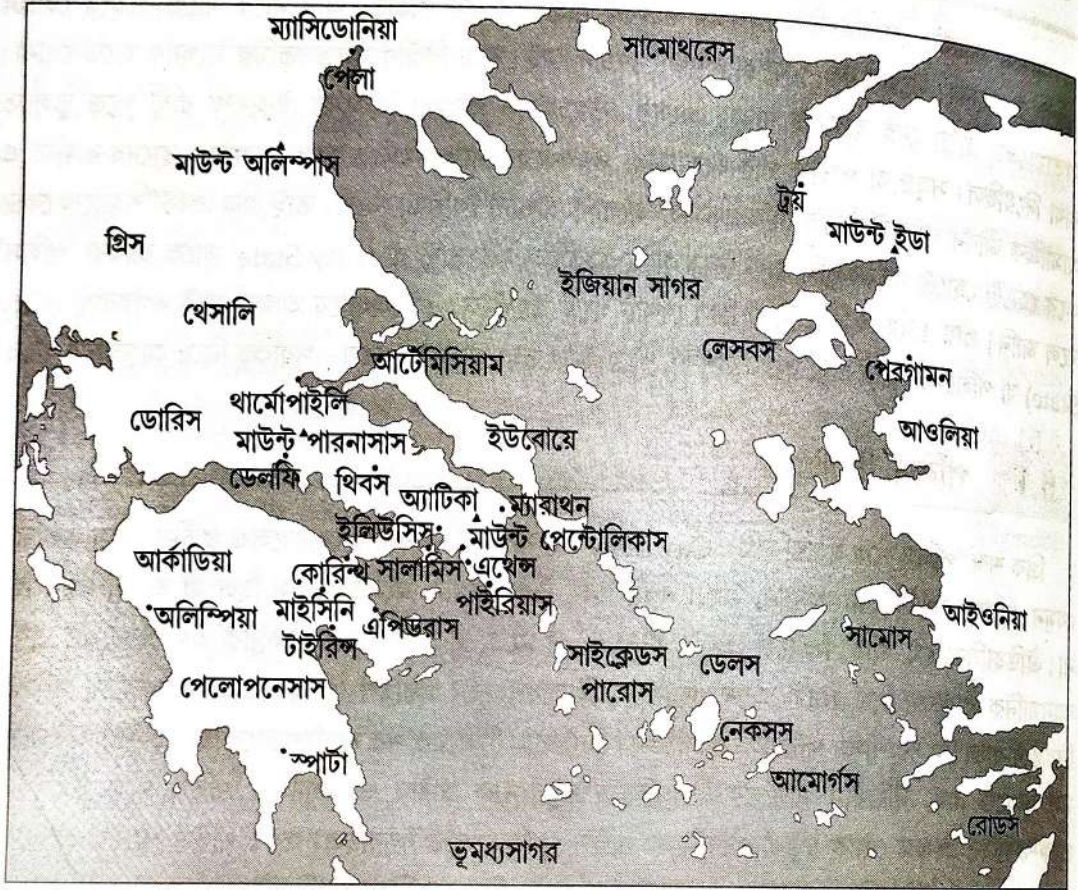 ম্যাসিডোনিয়া
পেলা
সামোথরেস
মাউন্ট অলিম্পাস
ট্রয়
মাউন্ট ইডা
গ্রিস
ইজিয়ান সাগর
থেসালি
লেসবস
আর্টেমিসিয়াম
পেরগামন
থার্মোপাইলি
ডোরিস
মাউন্ট পারনাসাস
ইউবোয়ে
আওলিয়া
ডেলফি
থিবস
অ্যাটিকা
ম্যারাথন
ইলিউসিস
মাউন্ট পেন্টোলিকাস
আর্কাডিয়া
কোরিন্থ
সালামিস
এথেন্স
পাইরিয়াস
অলিম্পিয়া
মাইসিনি
এপিডরাস
টাইরিন্স
সামোস
আইওনিয়া
সাইক্লেডস
ডেলস
পেলোপনেসাস
পারোস
নেকসস
স্পার্টা
আমোর্গস
রোডস
ভূমধ্যসাগর